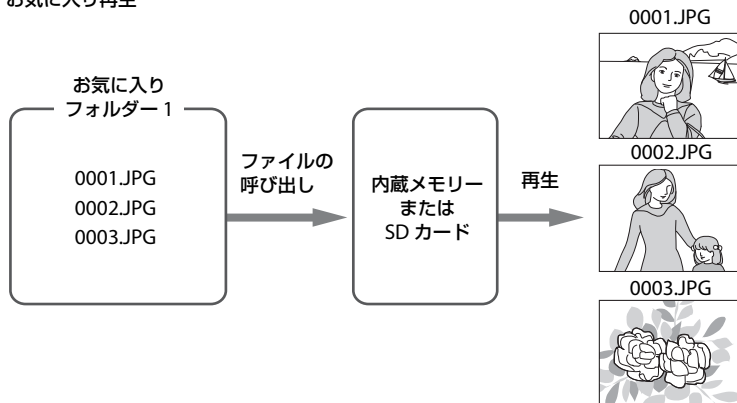 お気に入り再生
お気に入り
フォルダー 1
0001.JPG
0002.JPG
0003.JPG
ファイルの
呼び出し
内蔵メモリー
または
SD カード
再生
0001.JPG
0002.JPG
0003.JPG